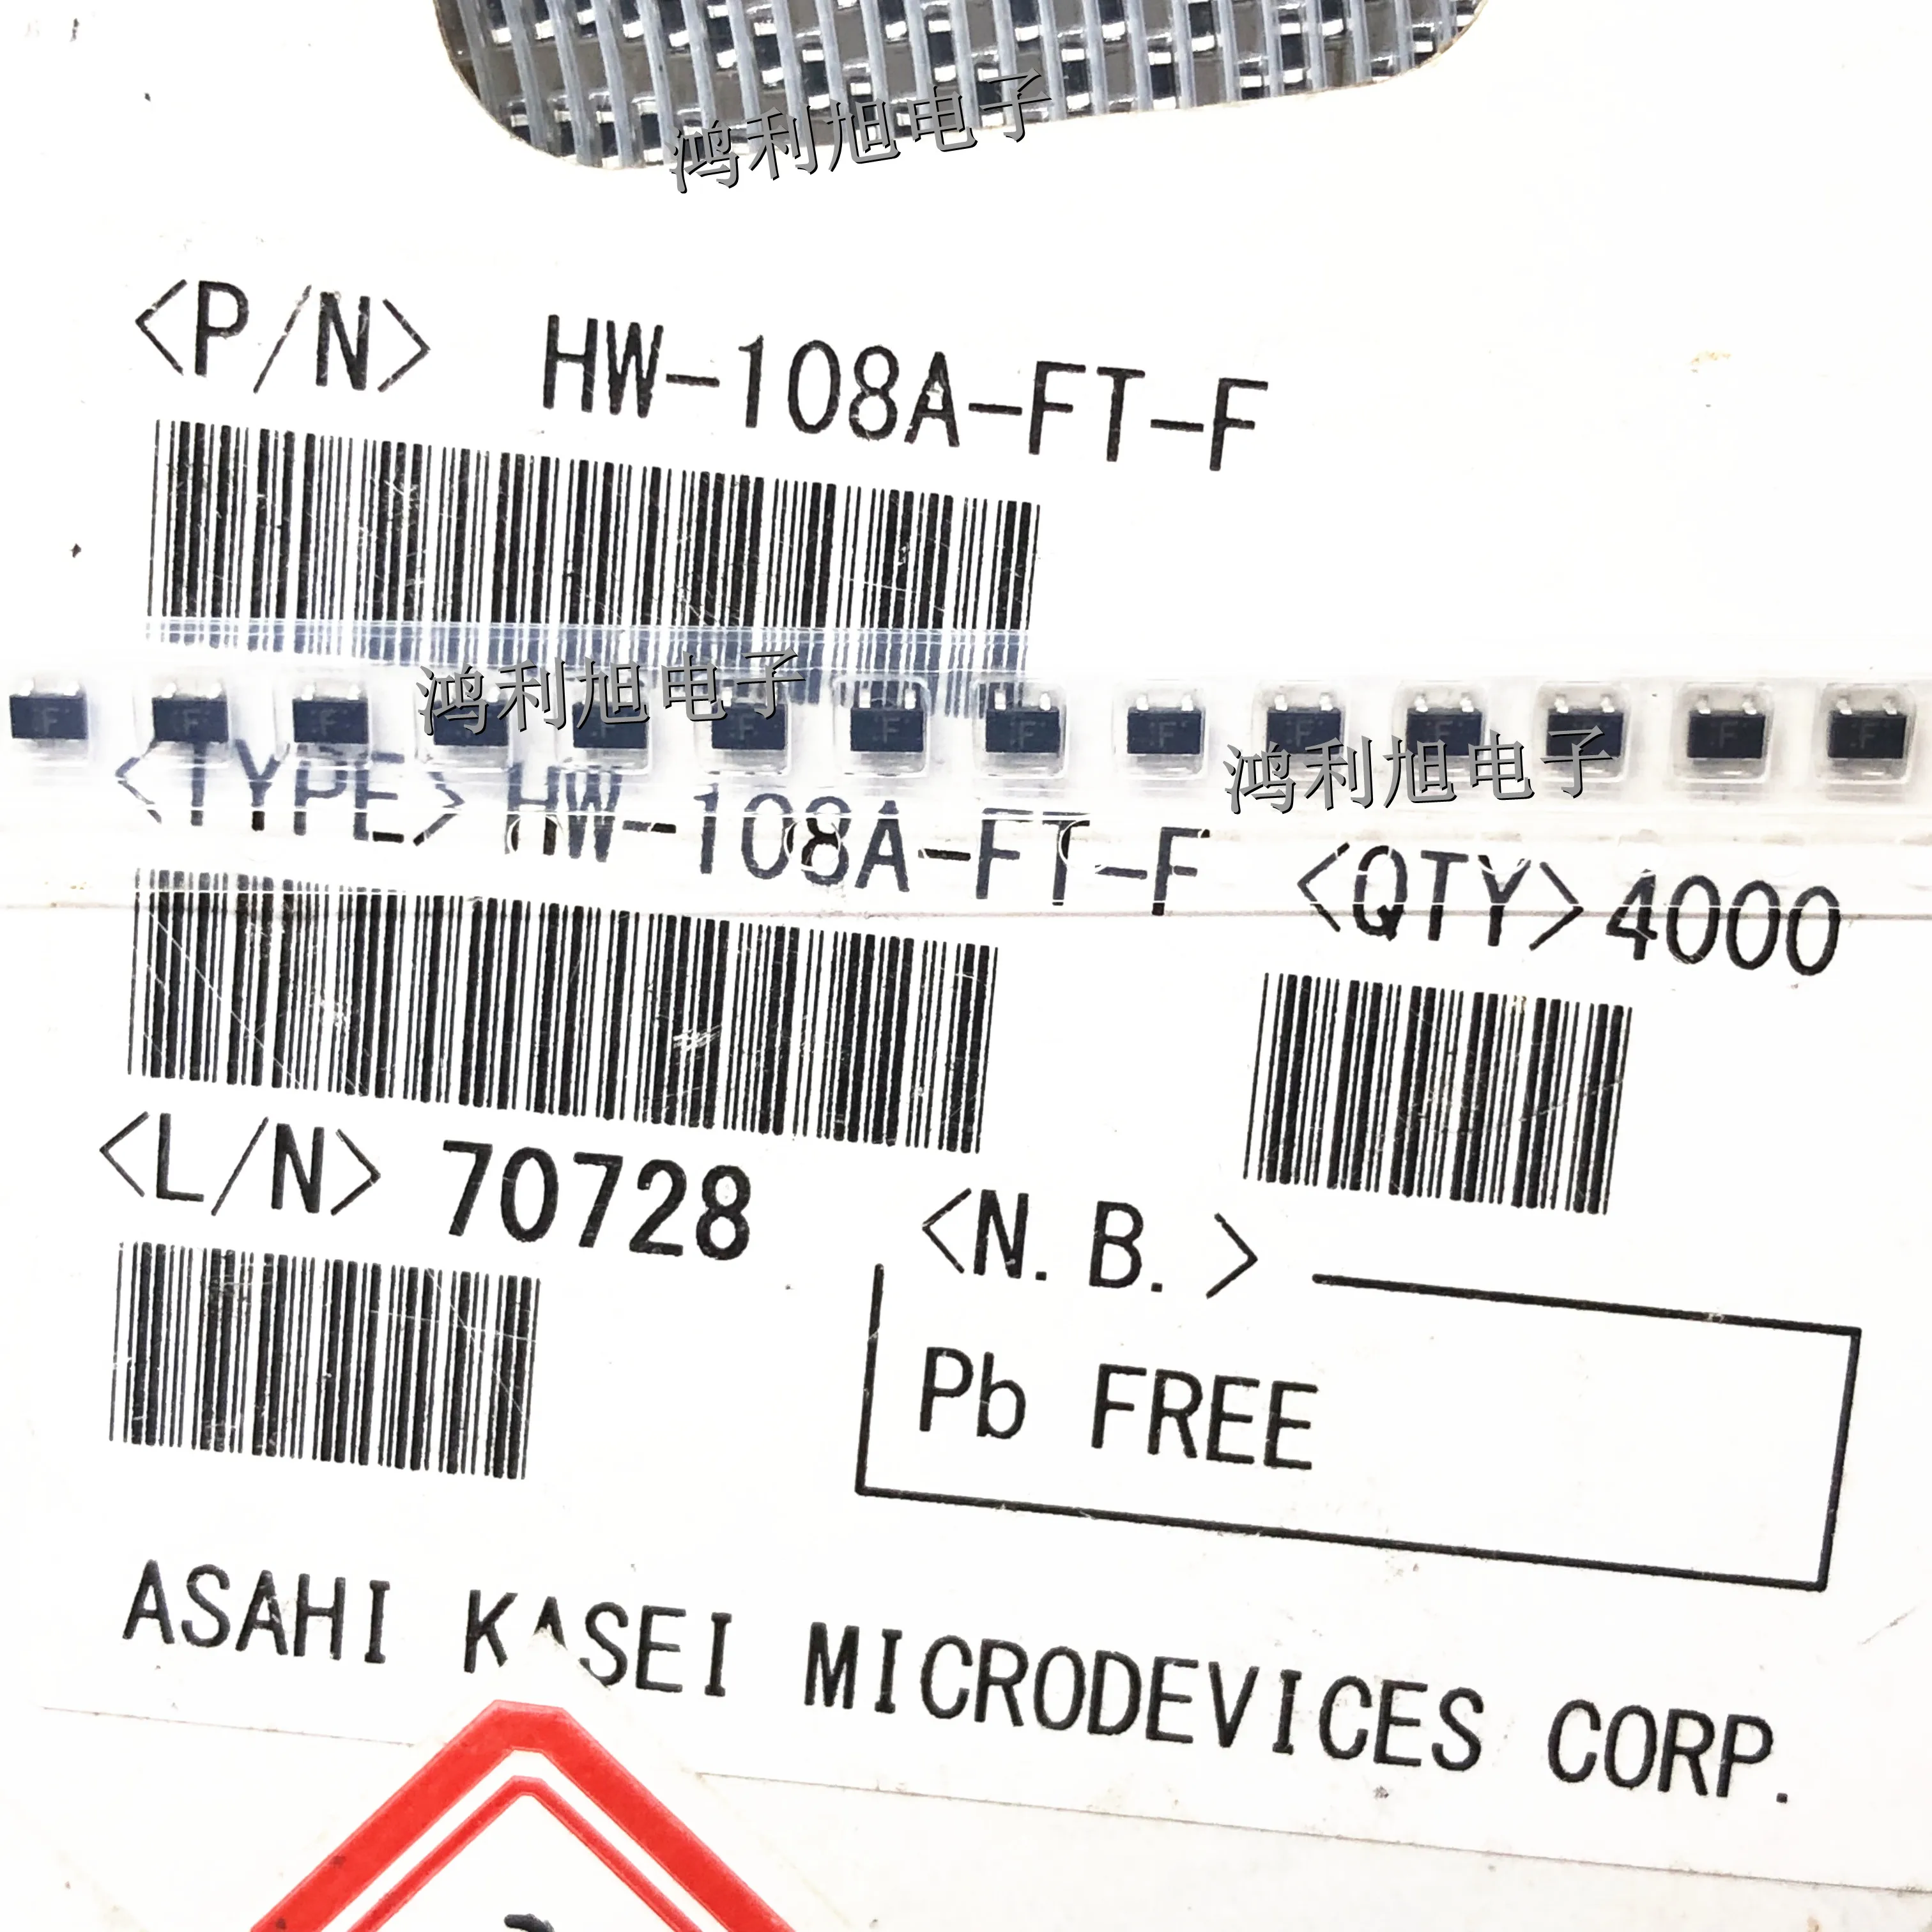 鸿利旭电子
<P/N> HW-108A-FT-F
鸿利旭电子
F F F F F F F F F F
鸿利旭电子
<TYPE> HW-108A-FT-F <QTY> 4000
<L/N> 70728
<N.B.>
Pb FREE
ASAHI KASEI MICRODEVICES CORP.